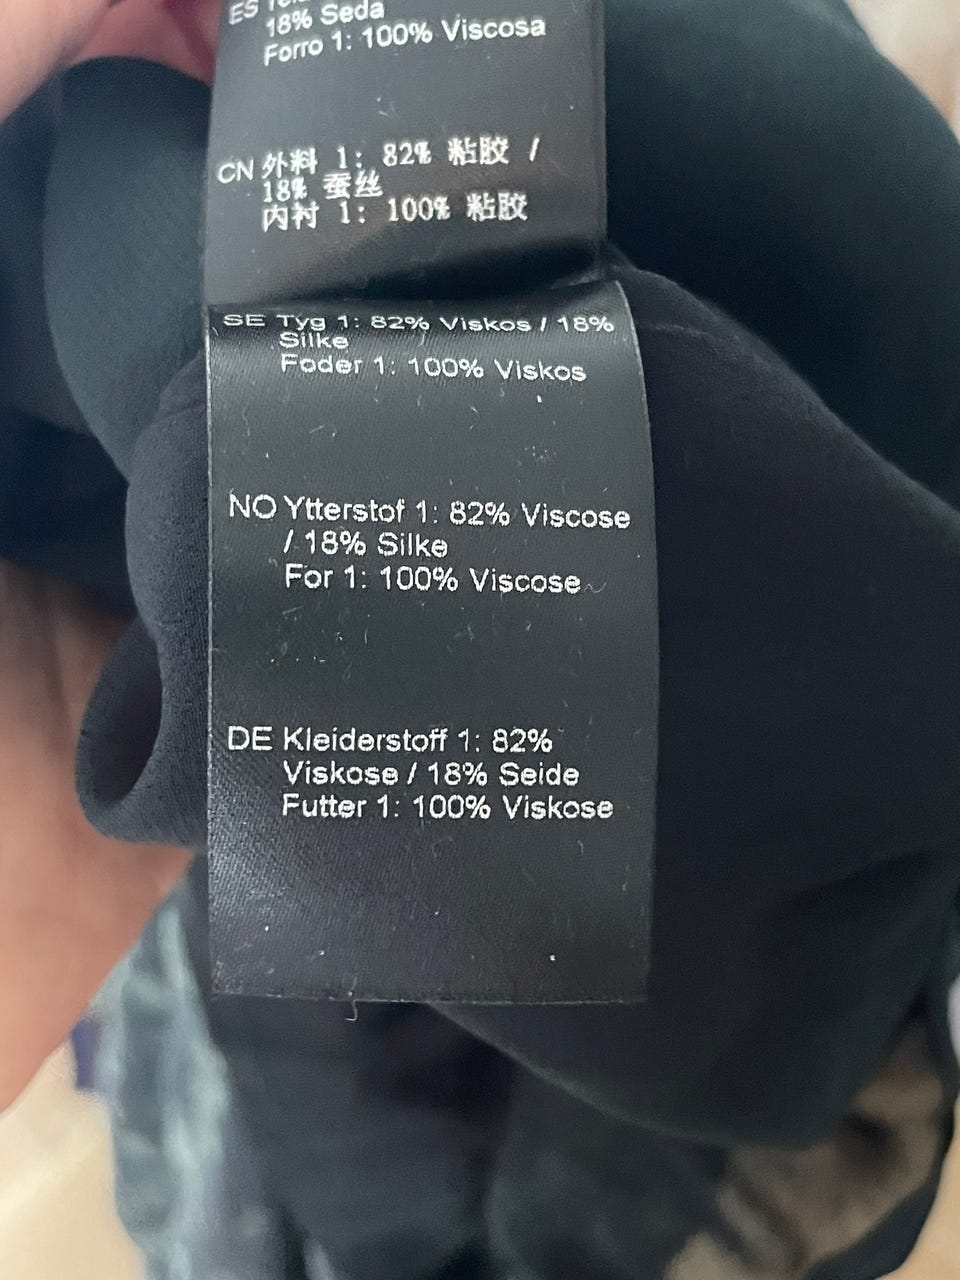 ES
18% Seda
Forro 1: 100% Viscosa
CN 外料 1: 82% 粘胶 /
18% 蚕丝
内衬 1: 100% 粘胶
SE Tyg 1: 82% Viskos / 18%
Silke
Foder 1: 100% Viskos
NO Ytterstof 1: 82% Viscose
/ 18% Silke
For 1: 100% Viscose
DE Kleiderstoff 1: 82%
Viskose / 18% Seide
Futter 1: 100% Viskose